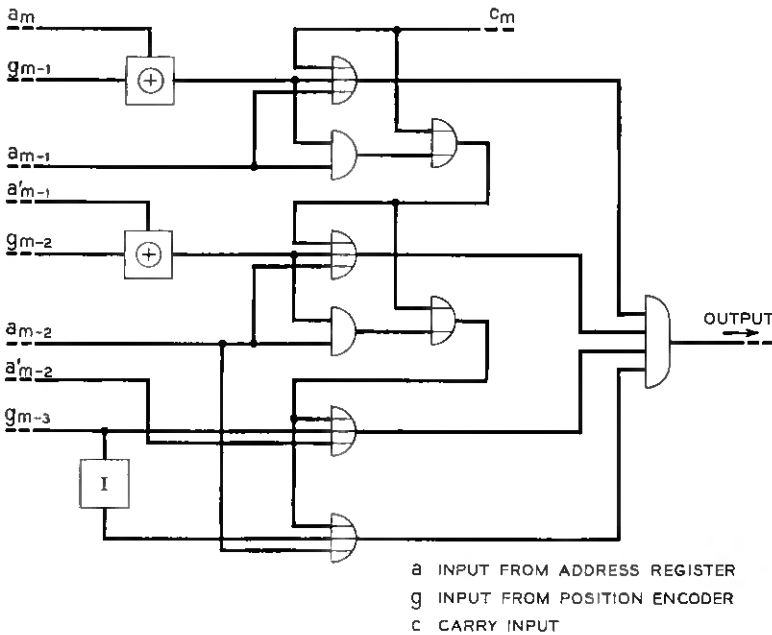 am
cm
gm-1
⊕
am-1
a'm-1
gm-2
⊕
am-2
OUTPUT
a'm-2
gm-3
I
a INPUT FROM ADDRESS REGISTER
g INPUT FROM POSITION ENCODER
c CARRY INPUT